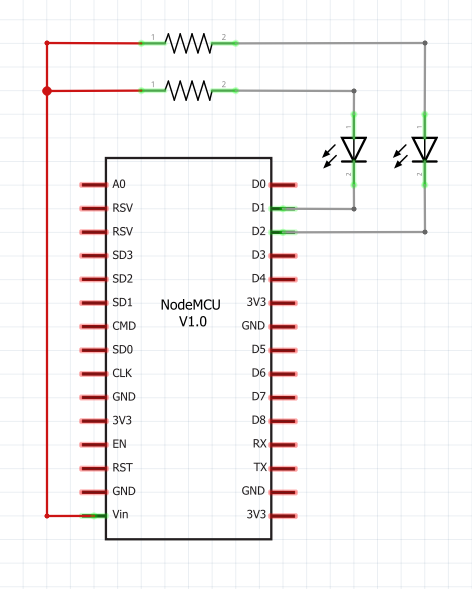 1 2
1 2
1 1
2 2
A0 D0
RSV D1
RSV D2
SD3 D3
SD2 D4
SD1 3V3
NodeMCU
V1.0
CMD GND
SD0 D5
CLK D6
GND D7
3V3 D8
EN RX
RST TX
GND GND
Vin 3V3